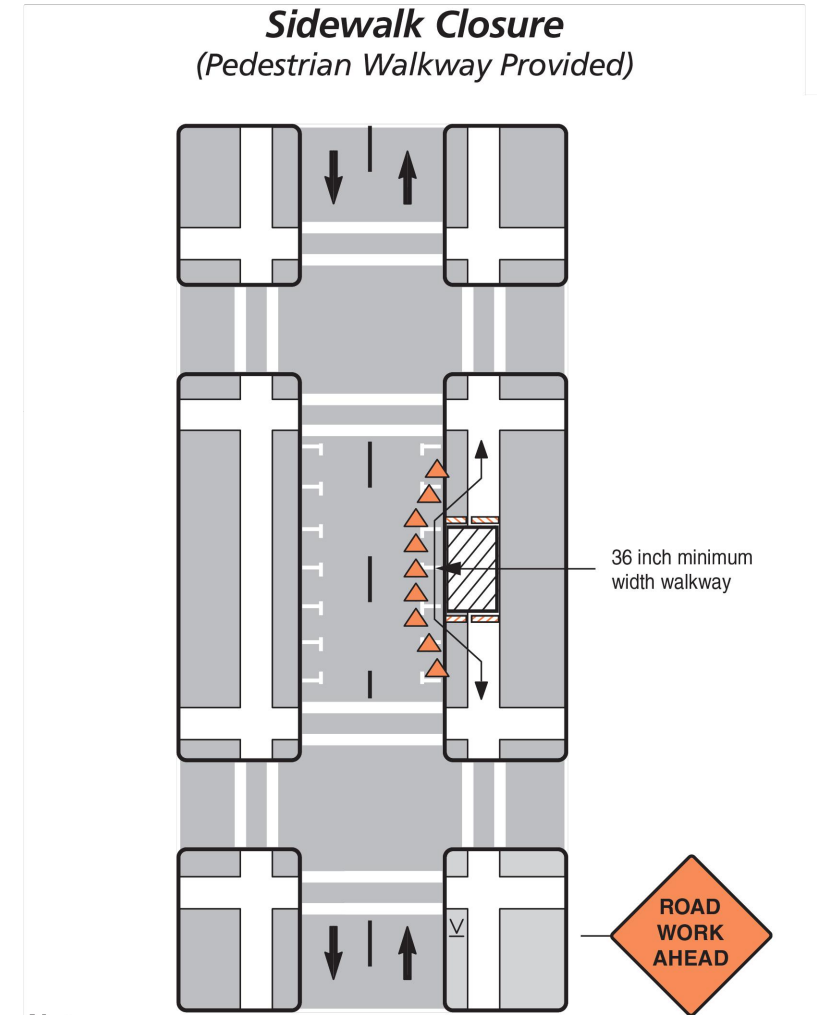 Sidewalk Closure
(Pedestrian Walkway Provided)
36 inch minimum
width walkway
ROAD
WORK
AHEAD